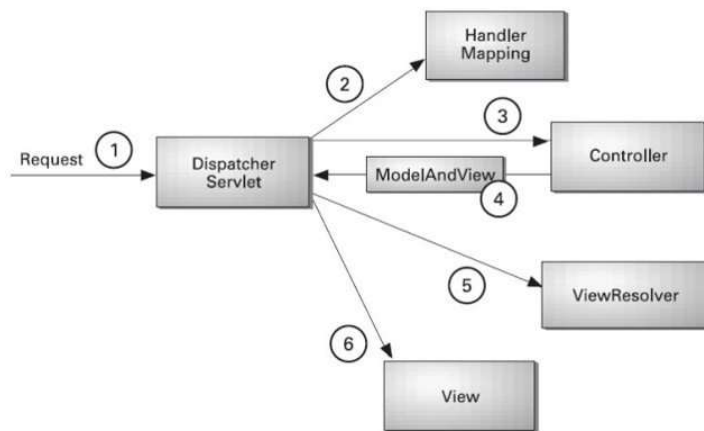 Handler
Mapping
2
3
Request
1
Dispatcher
Servlet
Controller
ModelAndView
4
5
ViewResolver
6
View